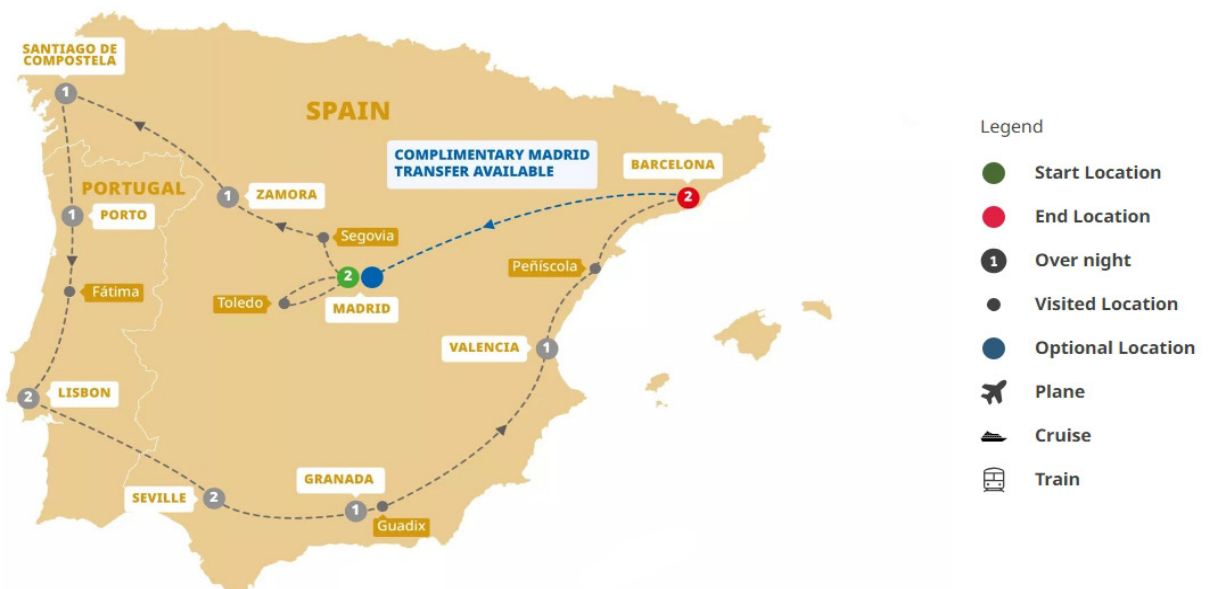 SANTIAGO DE
COMPOSTELA
1
SPAIN
COMPLIMENTARY MADRID
TRANSFER AVAILABLE
BARCELONA
2
PORTUGAL
1
ZAMORA
1
PORTO
Segovia
Peñíscola
2
MADRID
Toledo
Fátima
VALENCIA
1
2
LISBON
GRANADA
SEVILLE
2
1
Guadix
Legend
Start Location
End Location
1
Over night
Visited Location
Optional Location
Plane
Cruise
Train